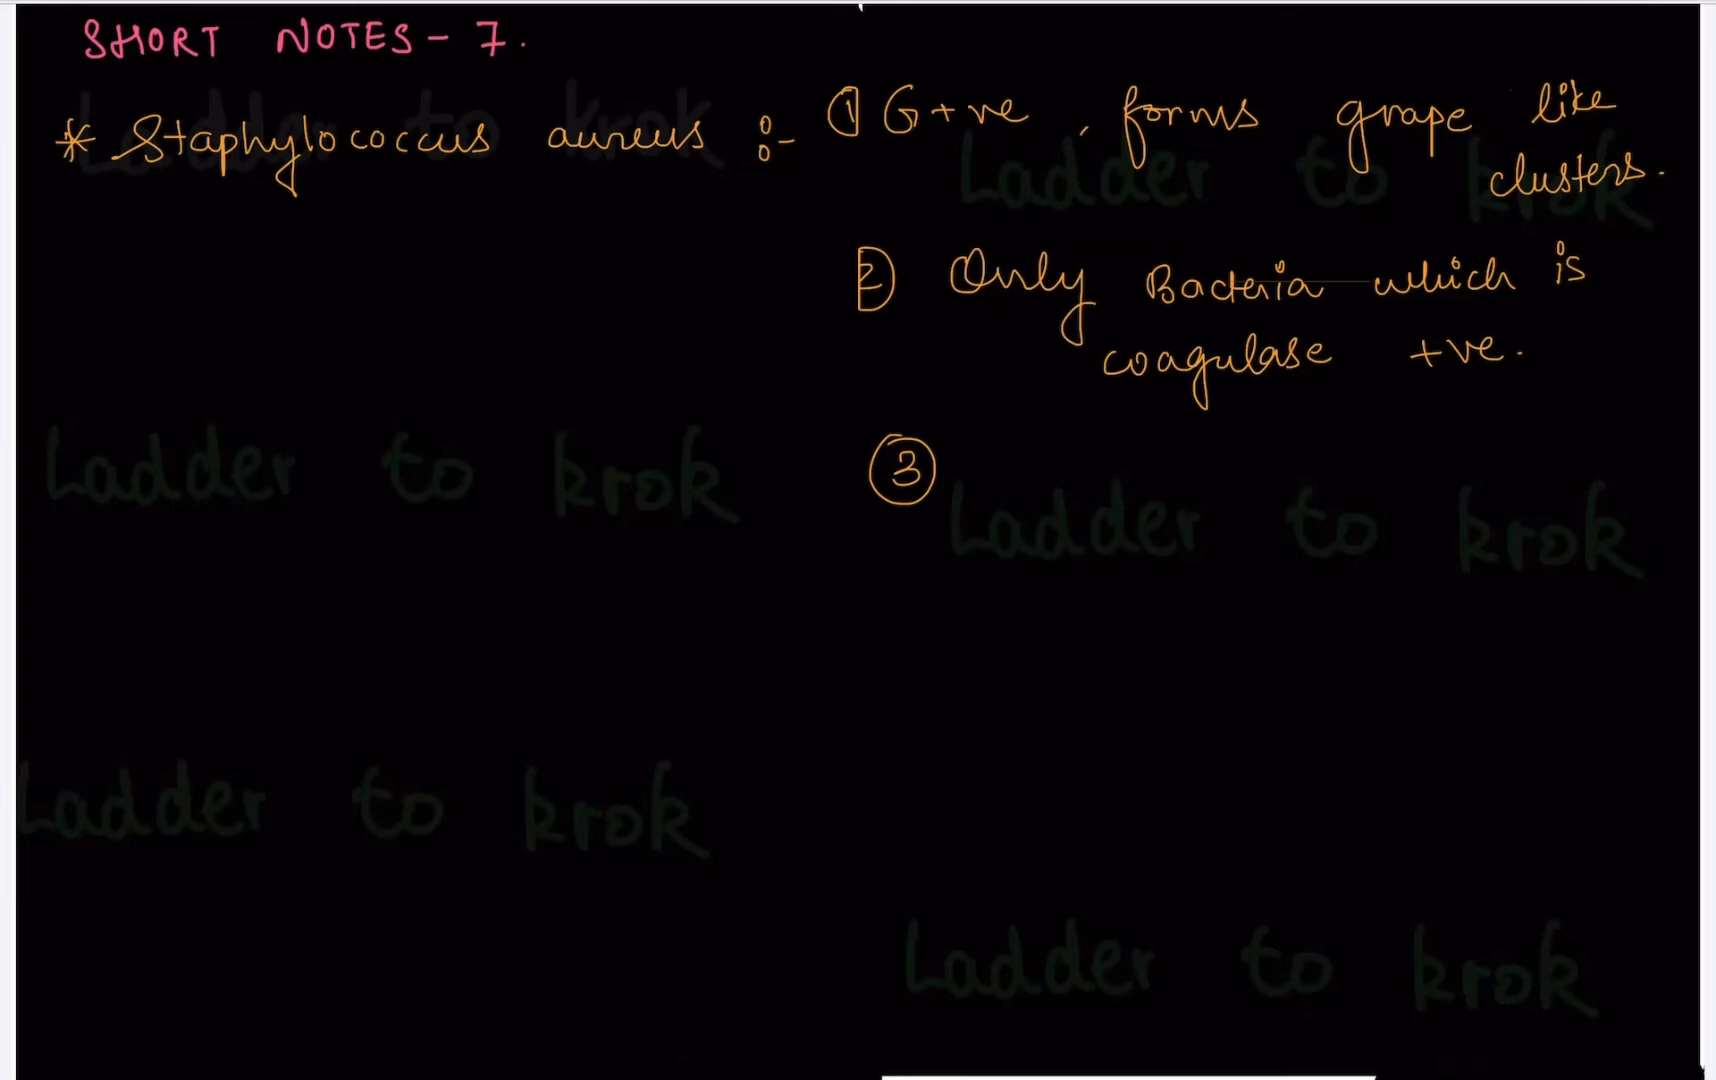 SHORT NOTES - 7.
* Staphylococcus aureus :- ① G+ve, forms grape like
clusters.
② Only Bacteria which is
coagulase +ve.
③
Ladder to krok
Ladder to krok
Ladder to krok
Ladder to krok
Ladder to krok
Ladder to krok